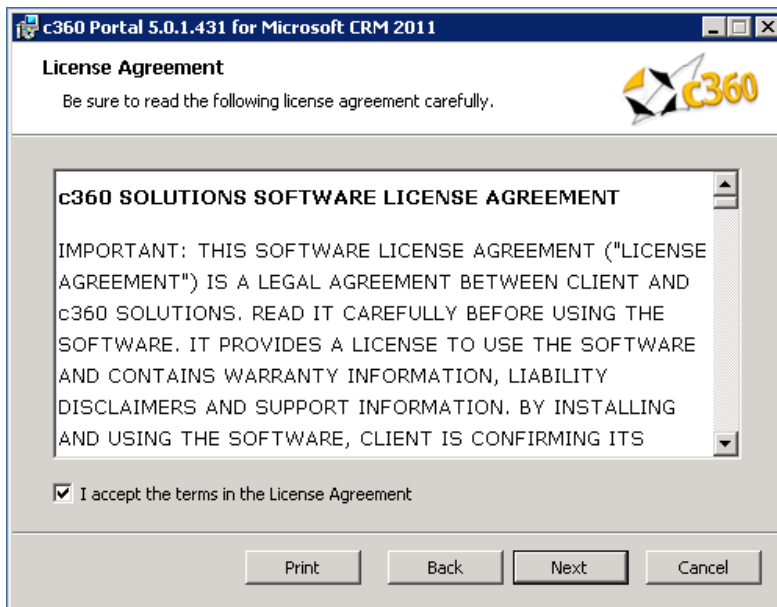 c360 Portal 5.0.1.431 for Microsoft CRM 2011
License Agreement
Be sure to read the following license agreement carefully.
c360
c360 SOLUTIONS SOFTWARE LICENSE AGREEMENT
IMPORTANT: THIS SOFTWARE LICENSE AGREEMENT ("LICENSE
AGREEMENT") IS A LEGAL AGREEMENT BETWEEN CLIENT AND
c360 SOLUTIONS. READ IT CAREFULLY BEFORE USING THE
SOFTWARE. IT PROVIDES A LICENSE TO USE THE SOFTWARE
AND CONTAINS WARRANTY INFORMATION, LIABILITY
DISCLAIMERS AND SUPPORT INFORMATION. BY INSTALLING
AND USING THE SOFTWARE, CLIENT IS CONFIRMING ITS
I accept the terms in the License Agreement
Print Back Next Cancel